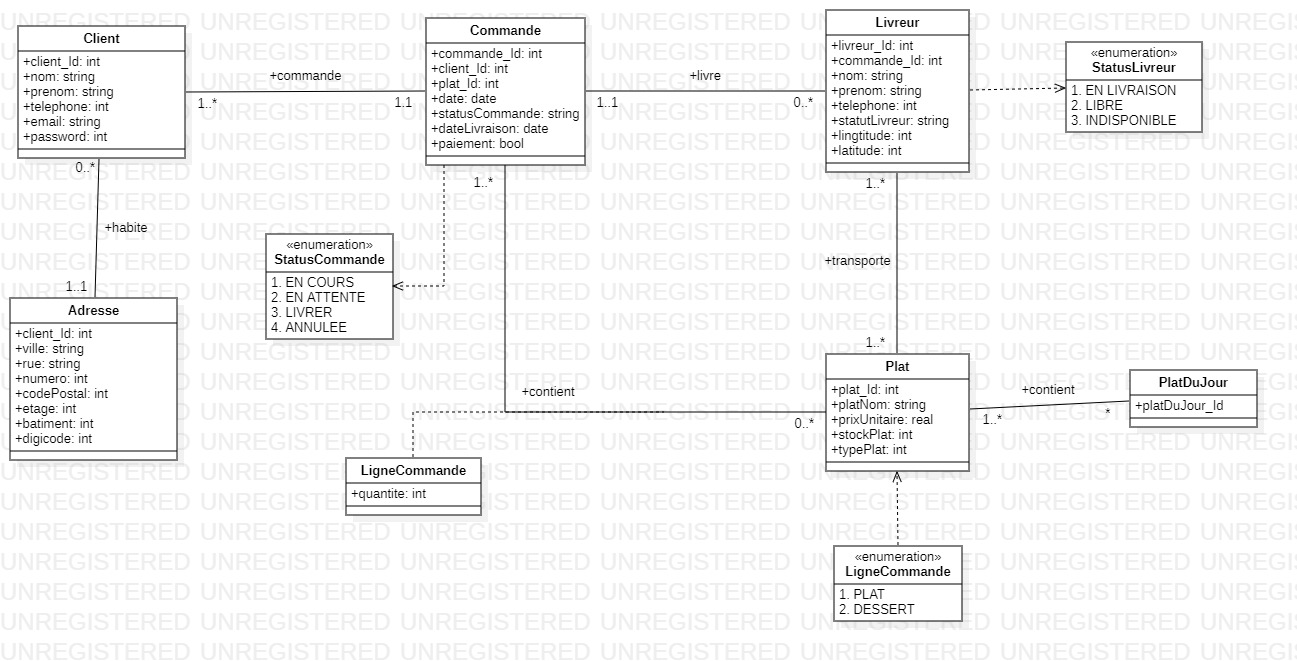 Client
+client_Id: int
+nom: string
+prenom: string
+telephone: int
+email: string
+password: int
+commande
1..*
1..1
Commande
+commande_Id: int
+client_Id: int
+plat_Id: int
+date: date
+statusCommande: string
+dateLivraison: date
+paiement: bool
+livre
1..1
0..*
Livreur
+livreur_Id: int
+commande_Id: int
+nom: string
+prenom: string
+telephone: int
+statutLivreur: string
+lingtitude: int
+latitude: int
«enumeration»
StatusLivreur
1. EN LIVRAISON
2. LIBRE
3. INDISPONIBLE
0..*
+habite
1..1
Adresse
+client_Id: int
+ville: string
+rue: string
+numero: int
+codePostal: int
+etage: int
+batiment: int
+digicode: int
«enumeration»
StatusCommande
1. EN COURS
2. EN ATTENTE
3. LIVRER
4. ANNULEE
1..*
+contient
0..*
LigneCommande
+quantite: int
1..*
+transporte
1..*
Plat
+plat_Id: int
+platNom: string
+prixUnitaire: real
+stockPlat: int
+typePlat: int
+contient
1..*
*
PlatDuJour
+platDuJour_Id
«enumeration»
LigneCommande
1. PLAT
2. DESSERT
UNREGISTERED